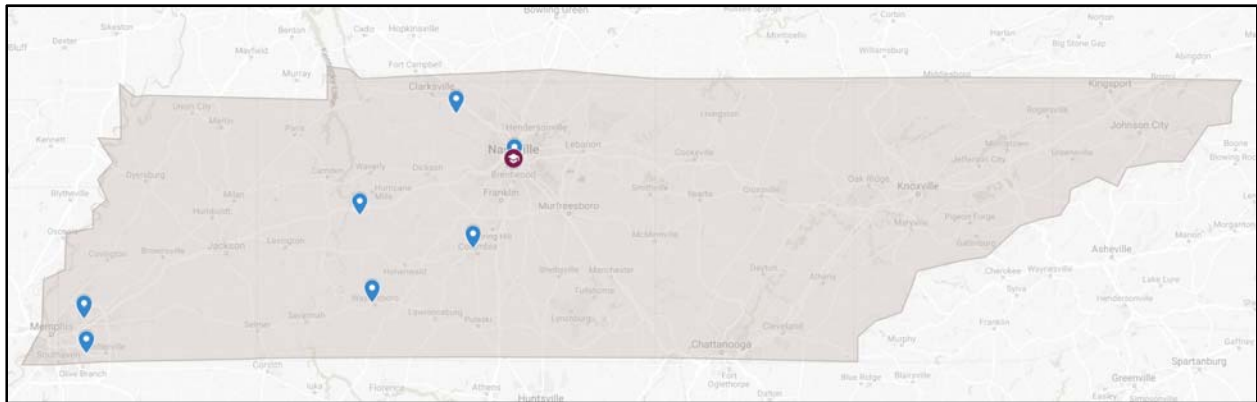 Sikeston
Benton
Cadiz
Hopkinsville
Bowling Green
Monticello
Corbin
Norton
Bluff
Dexter
Mayfield
Williamsburg
Harlan
Big Stone Gap
Abingdon
Murray
Fort Campbell
Middlesboro
Clarksville
Kingsport
Union City
Martin
Paris
Livingston
Rogersville
Kennett
Hendersonville
Johnson City
Nashville
Lebanon
Cookeville
Morristown
Greeneville
Boone
Dyersburg
Camden
Waverly
Dickson
Brentwood
Jefferson City
Blowing Rock
Blytheville
Milan
Hurricane
Mills
Franklin
Smithville
Sparta
Crossville
Oak Ridge
Knoxville
Humboldt
Murfreesboro
Maryville
Pigeon Forge
Morganton
Covington
Brownsville
Jackson
Lexington
Spring Hill
Columbia
McMinnville
Gatlinburg
Asheville
Marion
Hohenwald
Shelbyville
Manchester
Dayton
Athens
Cherokee
Waynesville
Sylva
Lake Lure
Waynesboro
Tullahoma
Hendersonville
Memphis
Selmer
Savannah
Lawrenceburg
Pulaski
Lynchburg
Cleveland
Franklin
Southaven
Collierville
Chattanooga
Murphy
Gaffney
Olive Branch
Corinth
Spartanburg
Iuka
Florence
Athens
Fort
Oglethorpe
Blue Ridge
Blairsville
Greenville
Huntsville
Dalton
Easley
Simpsonville